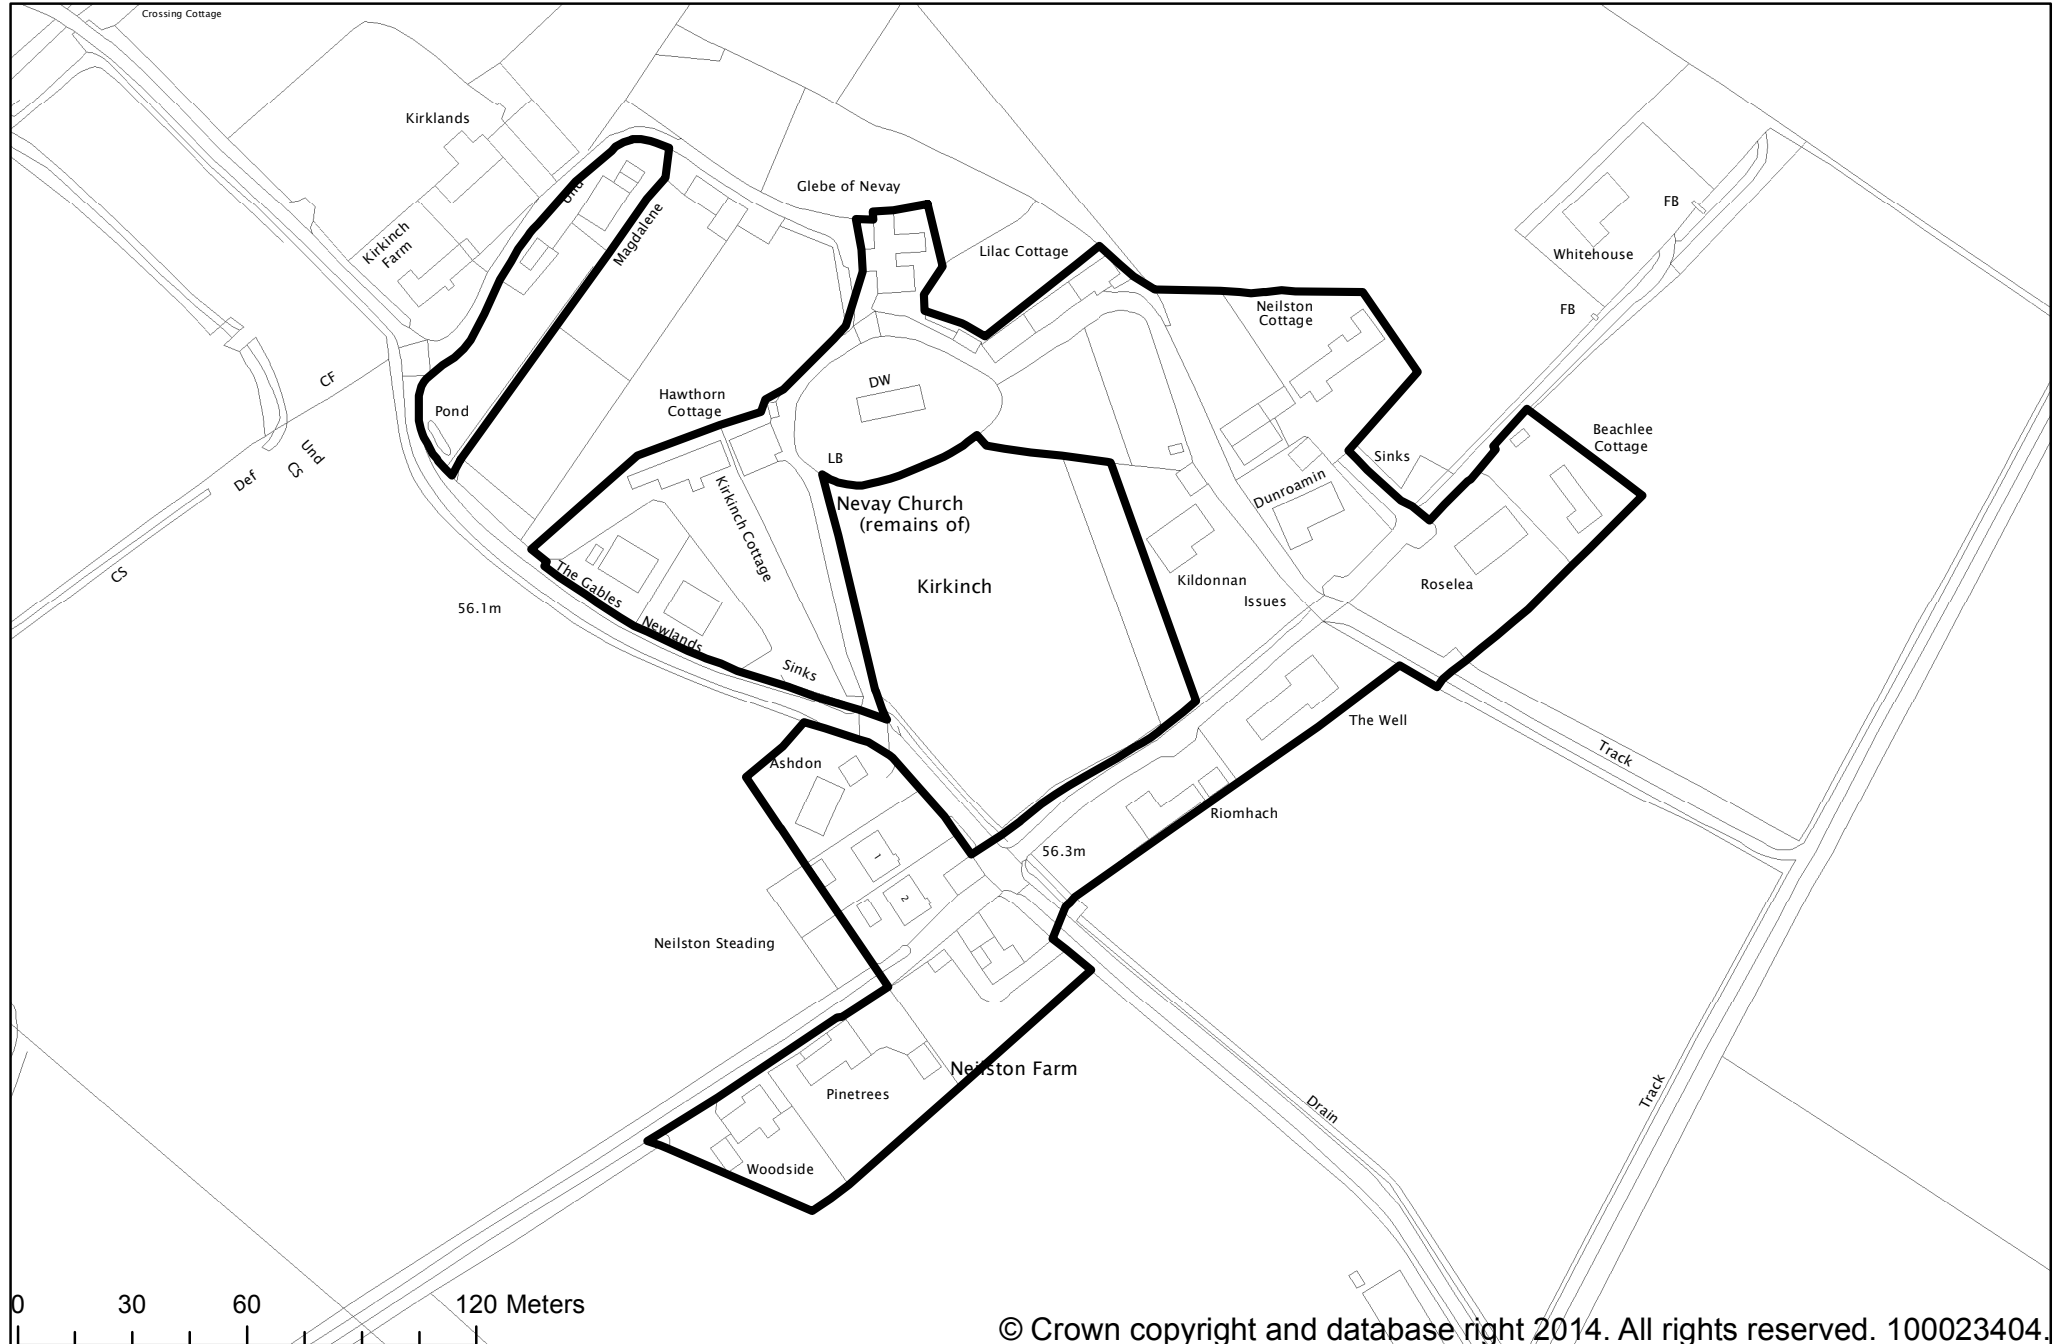 Crossing Cottage
Kirklands
Und
Magdalene
Glebe of Nevay
Lilac Cottage
Kirkinch
Farm
FB
Whitehouse
FB
Neilston
Cottage
CF
Pond
Hawthorn
Cottage
DW
Und
CS
Def
CS
LB
Nevay Church
(remains of)
Kirkinch
Kirkinch Cottage
Sinks
Beachlee
Cottage
Dunroamin
Roselea
Kildonnan
Issues
The Gables
Newlands
Sinks
56.1m
The Well
Track
Ashdon
Riomhach
56.3m
1
2
Neilston Steading
Neilston Farm
Pinetrees
Woodside
Drain
Track
0 30 60 120 Meters
© Crown copyright and database right 2014. All rights reserved. 100023404.